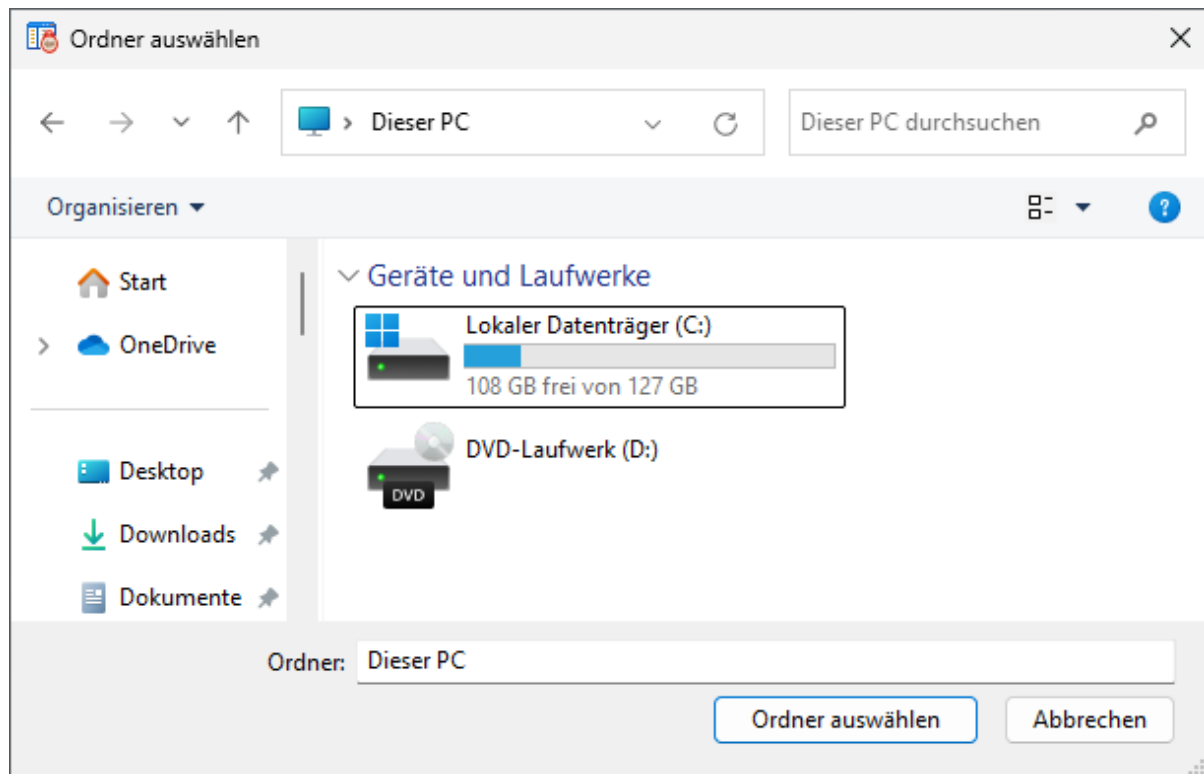 Ordner auswählen
Dieser PC
Dieser PC durchsuchen
Organisieren
Start
OneDrive
Desktop
Downloads
Dokumente
Geräte und Laufwerke
Lokaler Datenträger (C:)
108 GB frei von 127 GB
DVD-Laufwerk (D:)
DVD
Ordner: Dieser PC
Ordner auswählen
Abbrechen